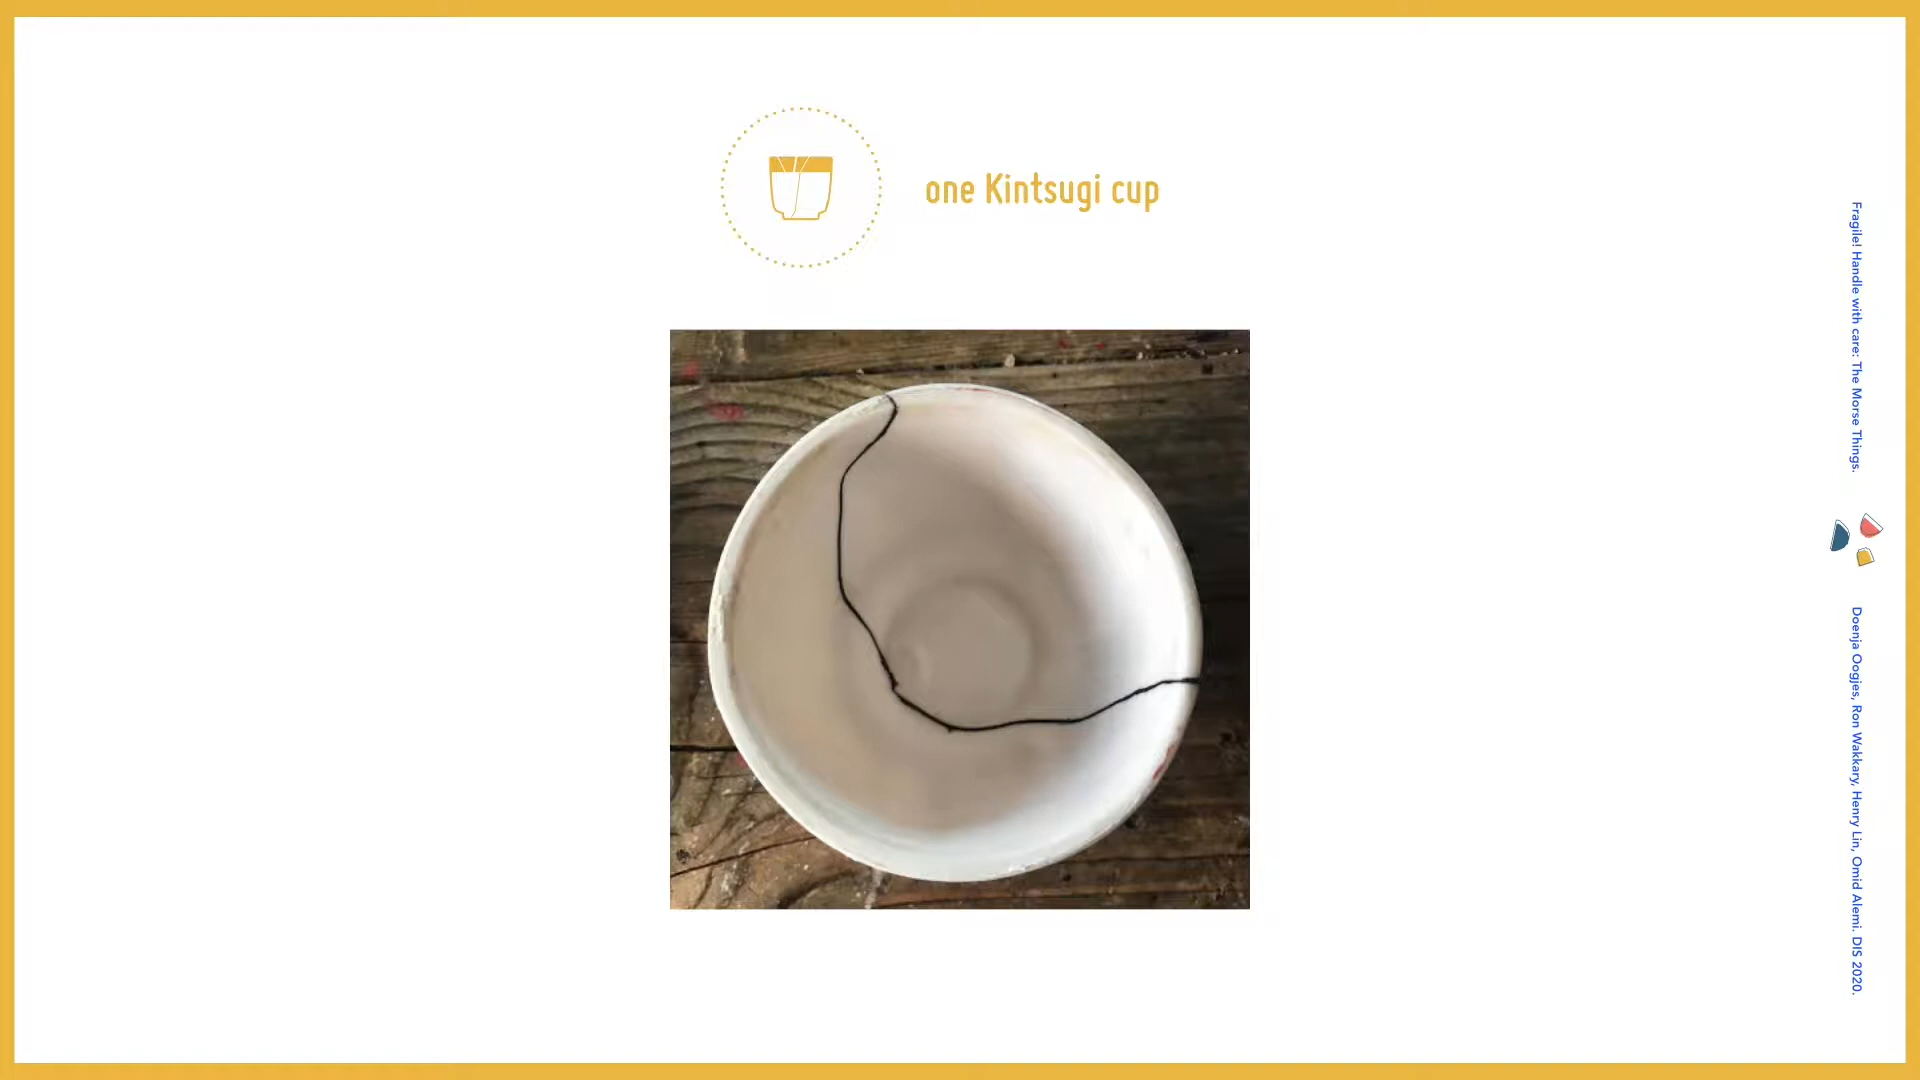 one Kintsugi cup
Fragile! Handle with care: The Morse Things.
Doenja Oogjes, Ron Wakkary, Henry Lin, Omid Alemi. DIS 2020.